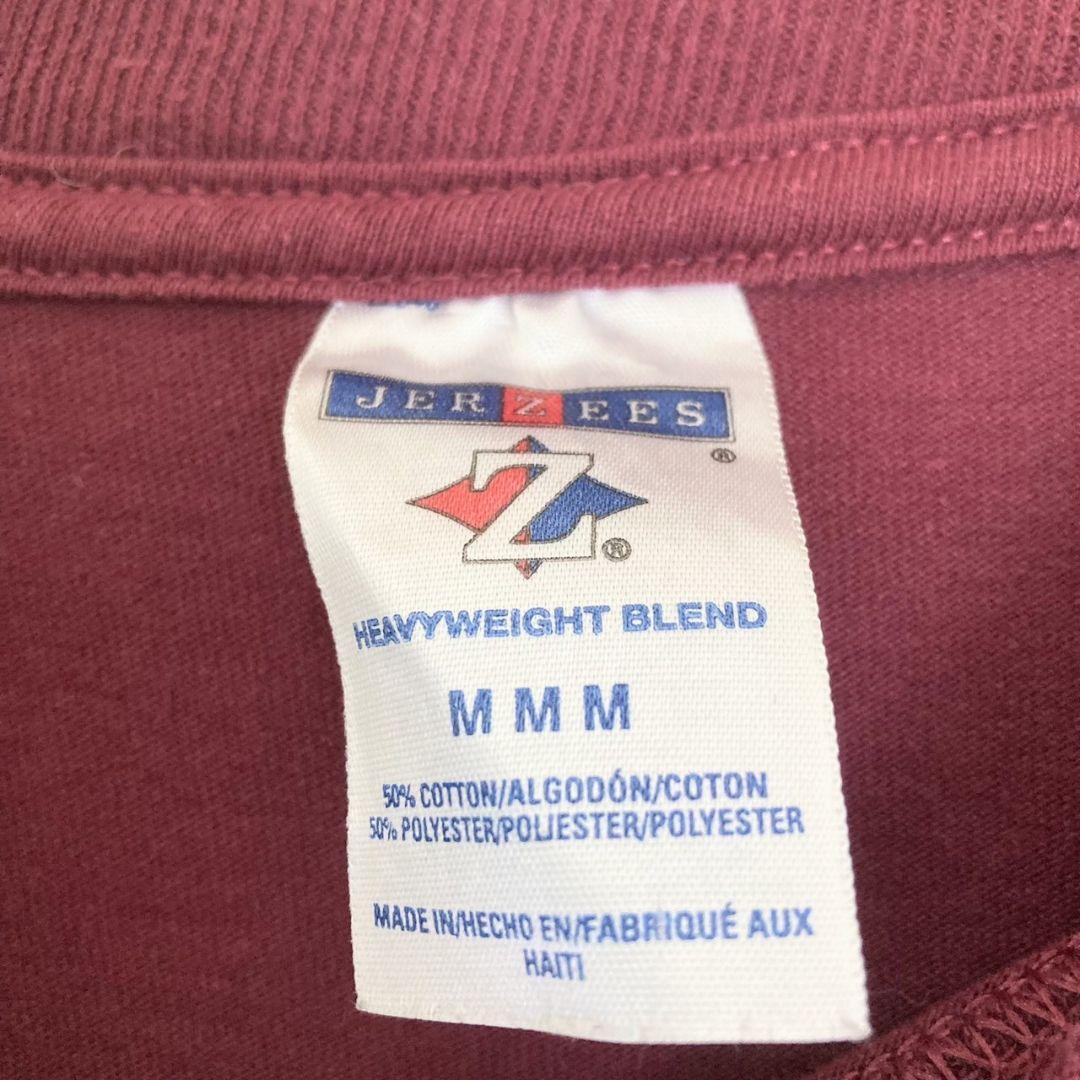 JERZEES
®
Z
®
HEAVYWEIGHT BLEND
M M M
50% COTTON/ALGODÓN/COTON
50% POLYESTER/POLIESTER/POLYESTER
MADE IN/HECHO EN/FABRIQUÉ AUX
HAITI